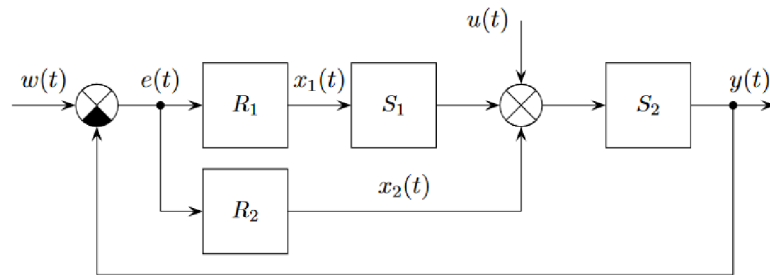 u(t)
w(t)
e(t)
R₁
x₁(t)
S₁
S₂
y(t)
R₂
x₂(t)